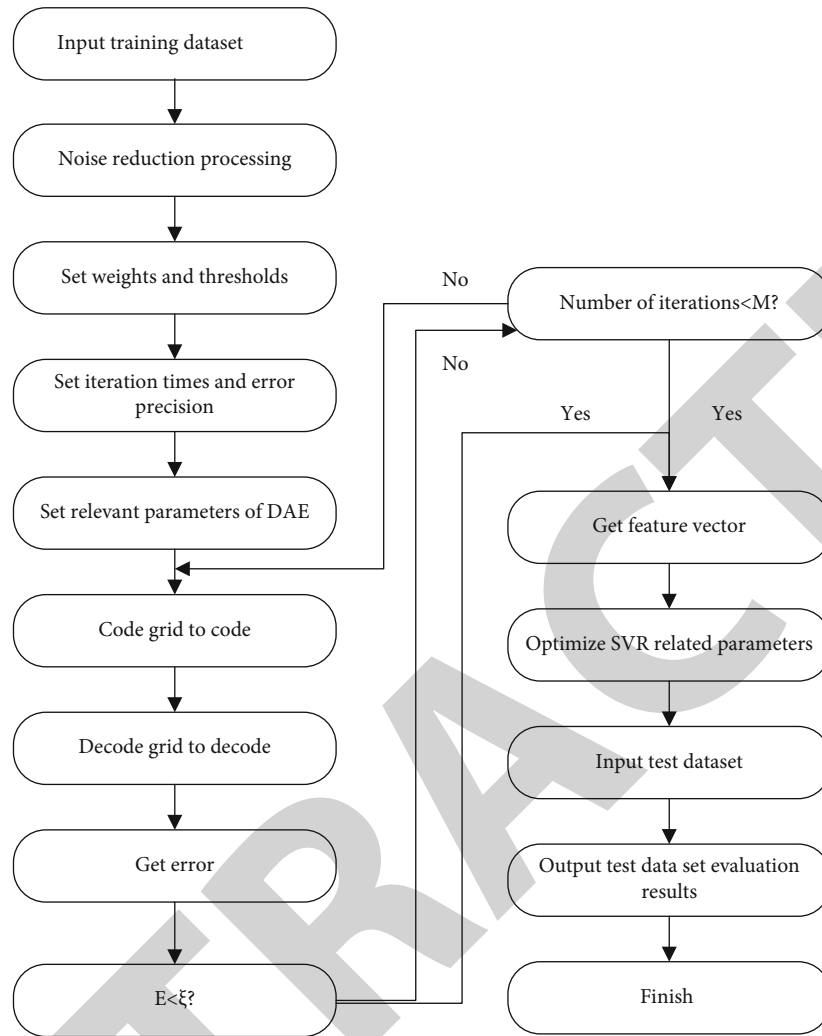 Input training dataset
Noise reduction processing
Set weights and thresholds
Set iteration times and error
precision
Set relevant parameters of DAE
Code grid to code
Decode grid to decode
Get error
E<ξ?
No
No
Yes
Yes
Number of iterations<M?
Get feature vector
Optimize SVR related parameters
Input test dataset
Output test data set evaluation
results
Finish
TRACT